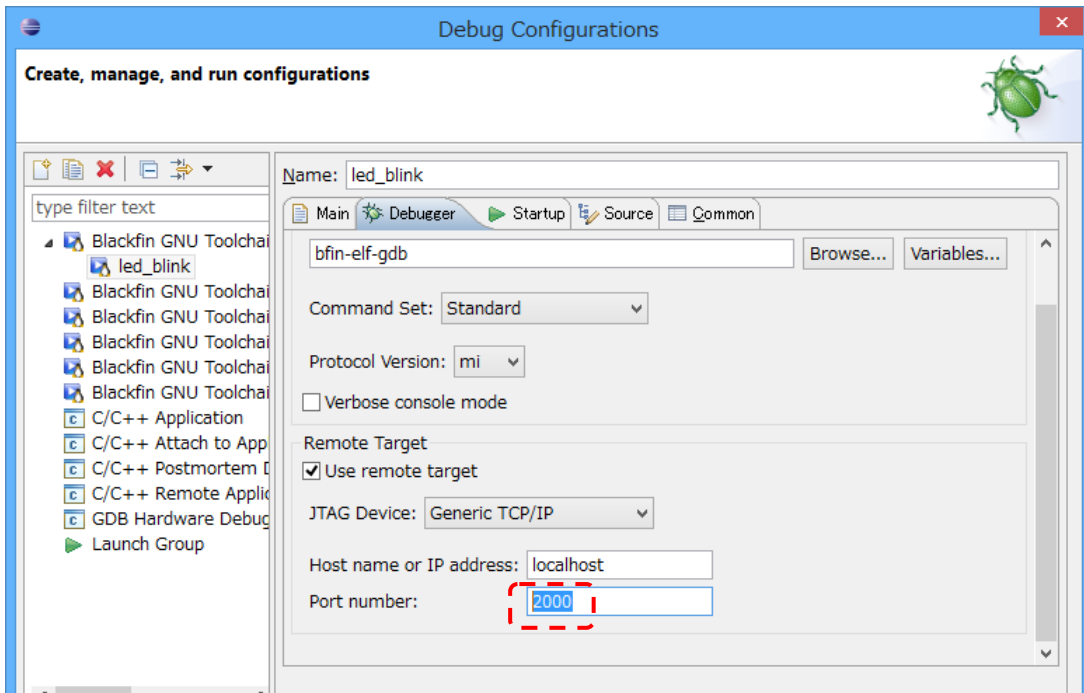 Debug Configurations
Create, manage, and run configurations
type filter text
Blackfin GNU Toolchai
led_blink
Blackfin GNU Toolchai
Blackfin GNU Toolchai
Blackfin GNU Toolchai
Blackfin GNU Toolchai
Blackfin GNU Toolchai
C/C++ Application
C/C++ Attach to App
C/C++ Postmortem D
C/C++ Remote Applic
GDB Hardware Debug
Launch Group
Name: led_blink
Main Debugger Startup Source Common
bfin-elf-gdb Browse... Variables...
Command Set: Standard
Protocol Version: mi
Verbose console mode
Remote Target
Use remote target
JTAG Device: Generic TCP/IP
Host name or IP address: localhost
Port number: 2000